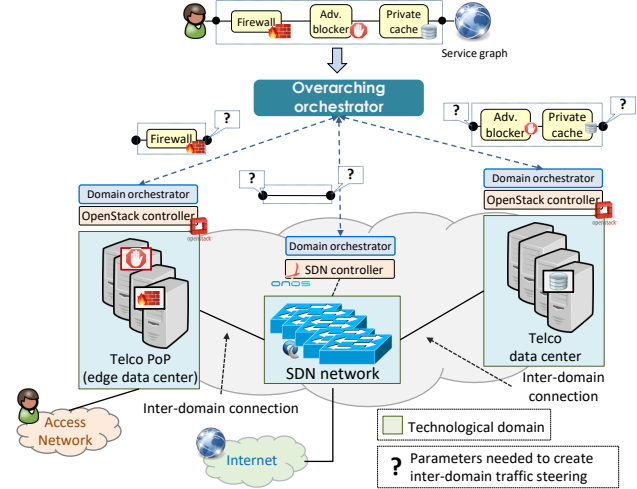 Firewall
Adv.
blocker
Private
cache
Service graph
Overarching
orchestrator
?
Firewall
?
?
?
Adv.
blocker
Private
cache
?
Domain orchestrator
OpenStack controller
openstack
Domain orchestrator
SDN controller
ONOS
Domain orchestrator
OpenStack controller
openstack
Telco PoP
(edge data center)
SDN network
Telco
data center
Inter-domain connection
Inter-domain
connection
Access
Network
Internet
Technological domain
? Parameters needed to create
inter-domain traffic steering